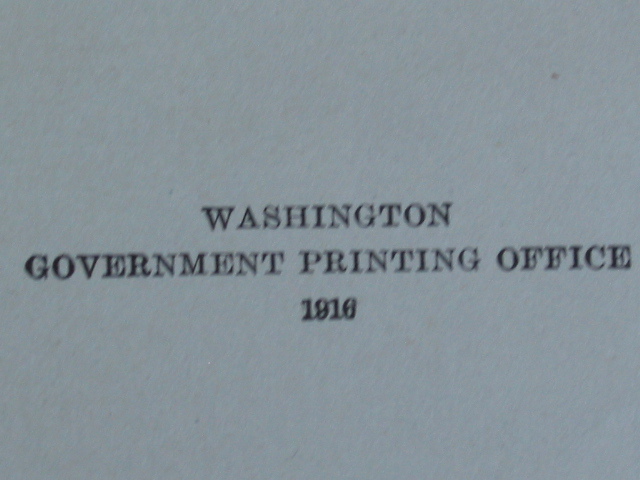 WASHINGTON
GOVERNMENT PRINTING OFFICE
1916